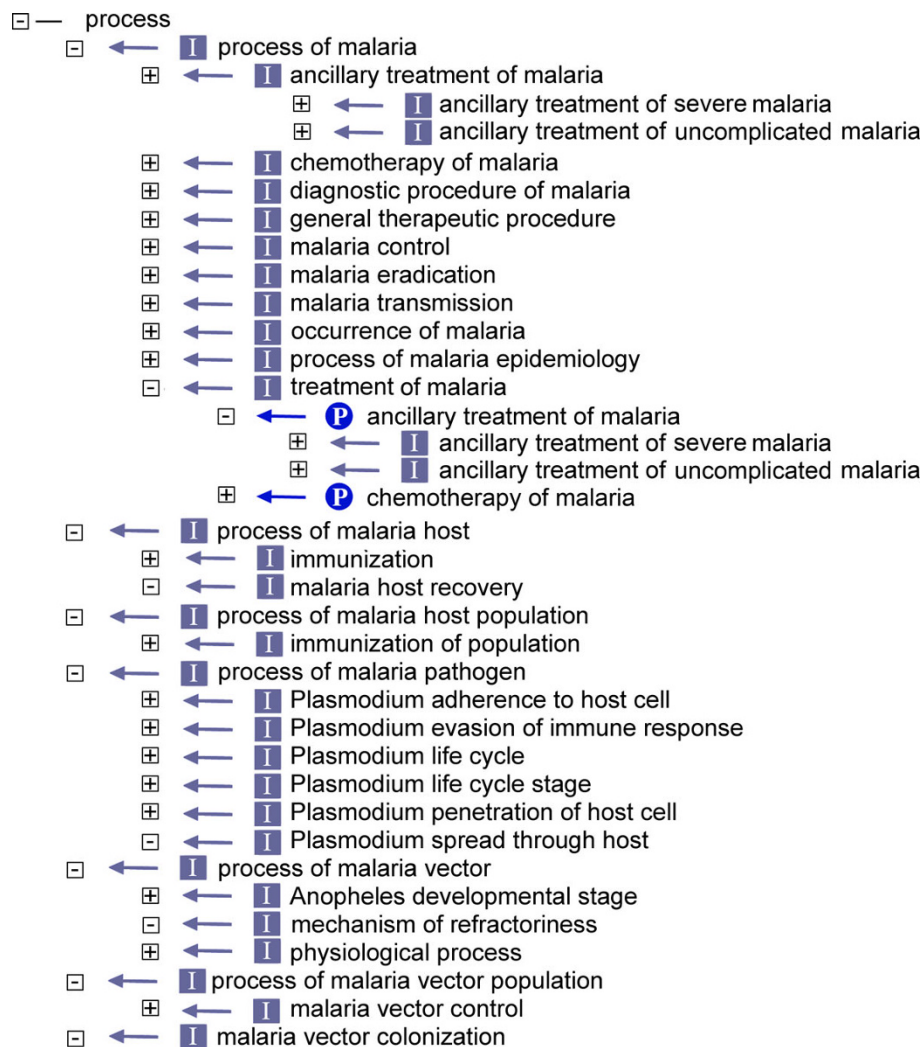 process
I process of malaria
I ancillary treatment of malaria
I ancillary treatment of severe malaria
I ancillary treatment of uncomplicated malaria
I chemotherapy of malaria
I diagnostic procedure of malaria
I general therapeutic procedure
I malaria control
I malaria eradication
I malaria transmission
I occurrence of malaria
I process of malaria epidemiology
I treatment of malaria
P ancillary treatment of malaria
I ancillary treatment of severe malaria
I ancillary treatment of uncomplicated malaria
P chemotherapy of malaria
I process of malaria host
I immunization
I malaria host recovery
I process of malaria host population
I immunization of population
I process of malaria pathogen
I Plasmodium adherence to host cell
I Plasmodium evasion of immune response
I Plasmodium life cycle
I Plasmodium life cycle stage
I Plasmodium penetration of host cell
I Plasmodium spread through host
I process of malaria vector
I Anopheles developmental stage
I mechanism of refractoriness
I physiological process
I process of malaria vector population
I malaria vector control
I malaria vector colonization